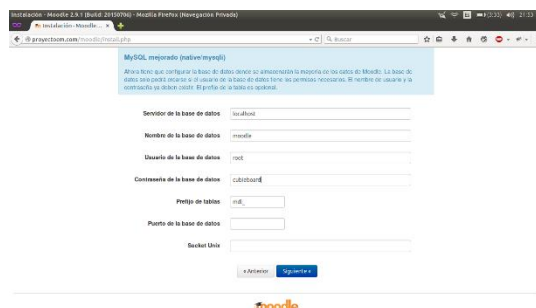 Instalación - Moodle 2.9.1 (Build: 20150706) - Mozilla Firefox (Navegación Privada)
Instalación - Moodle ...
proyectoom.com/moodle/install.php
Buscar
(3:33) 21:53
MySQL mejorado (native/mysqli)
Ahora tiene que configurar la base de datos donde se almacenarán la mayoría de los datos de Moodle. La base de
datos solo podrá crearse si el usuario de la base de datos tiene los permisos necesarios. El nombre de usuario y la
contraseña ya deben existir. El prefijo de la tabla es opcional.
Servidor de la base de datos localhost
Nombre de la base de datos moodle
Usuario de la base de datos root
Contraseña de la base de datos cubieboard
Prefijo de tablas mdl_
Puerto de la base de datos
Socket Unix
« Anterior Siguiente »
moodle